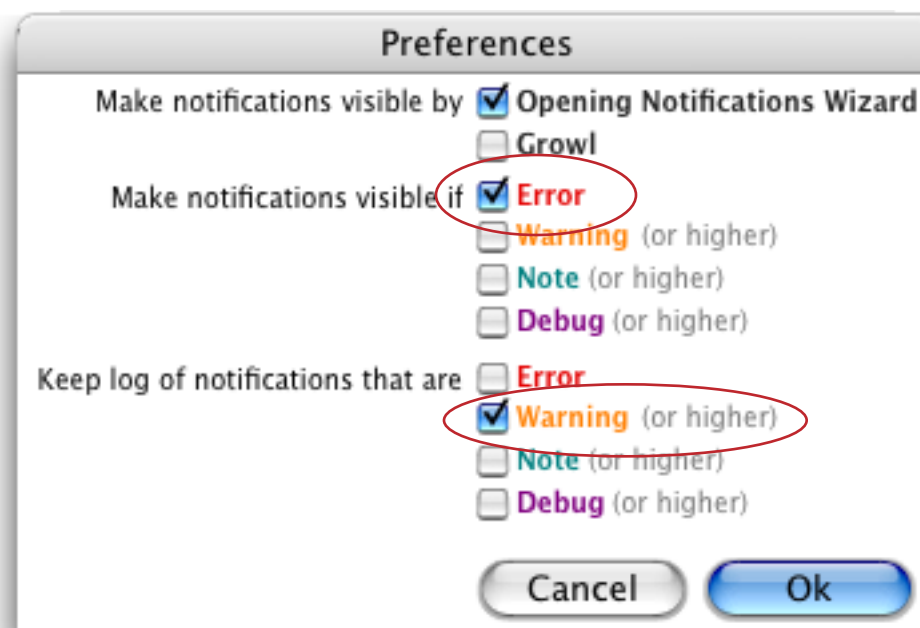 Preferences
Make notifications visible by Opening Notifications Wizard
Growl
Make notifications visible if Error
Warning (or higher)
Note (or higher)
Debug (or higher)
Keep log of notifications that are Error
Warning (or higher)
Note (or higher)
Debug (or higher)
Cancel Ok